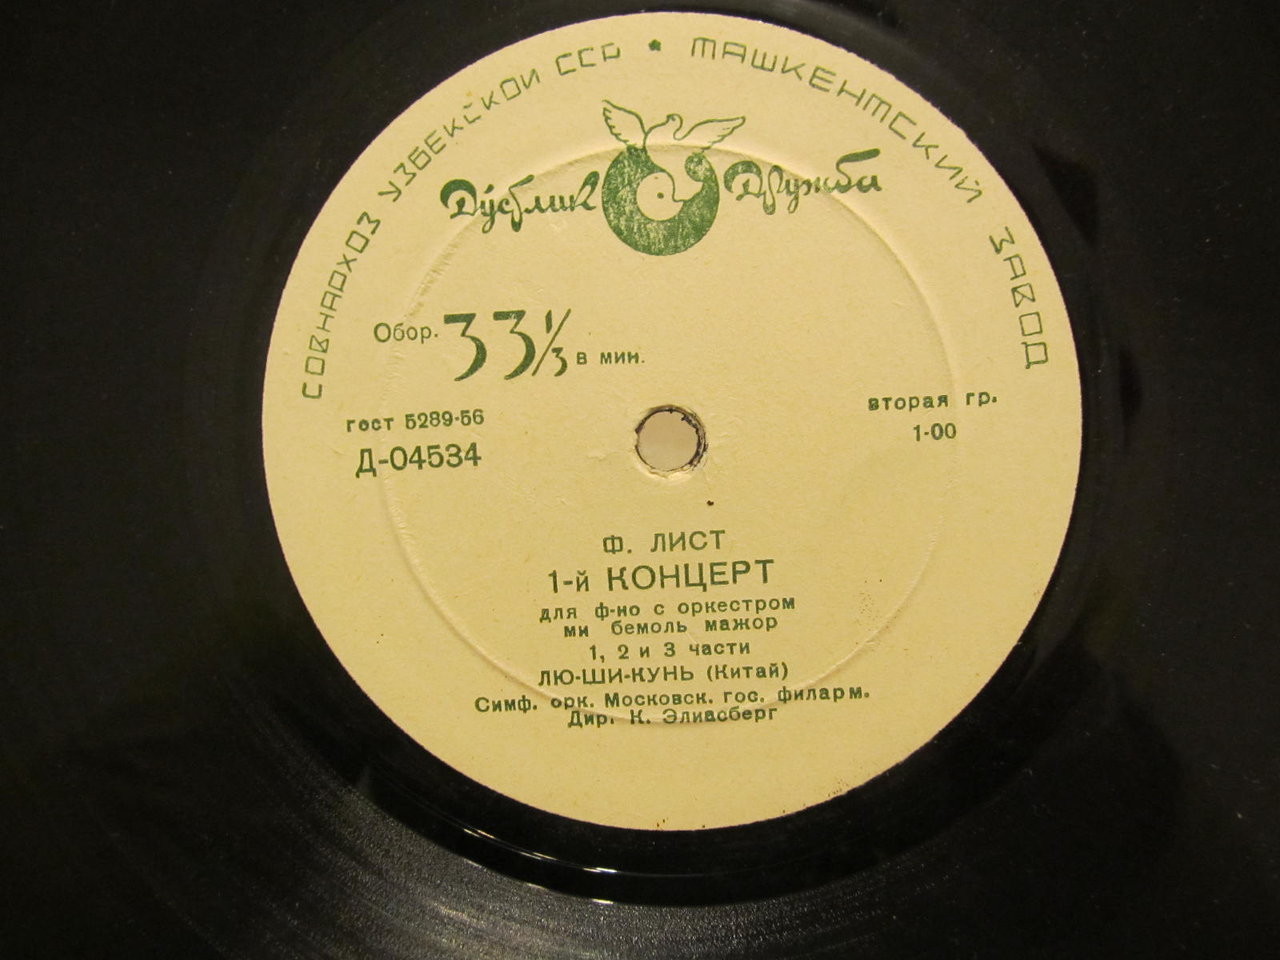 СОВНАРХОЗ УЗБЕКСКОЙ ССР • ТАШКЕНТСКИЙ ЗАВОД
Дўстлик Дружба
Обор. 33 1/3 в мин.
гост 5289-56
Д-04534
вторая гр.
1-00
Ф. ЛИСТ
1-й КОНЦЕРТ
для ф-но с оркестром
ми бемоль мажор
1, 2 и 3 части
ЛЮ-ШИ-КУНЬ (Китай)
Симф. орк. Московск. гос. филарм.
Дир. К. Элиасберг